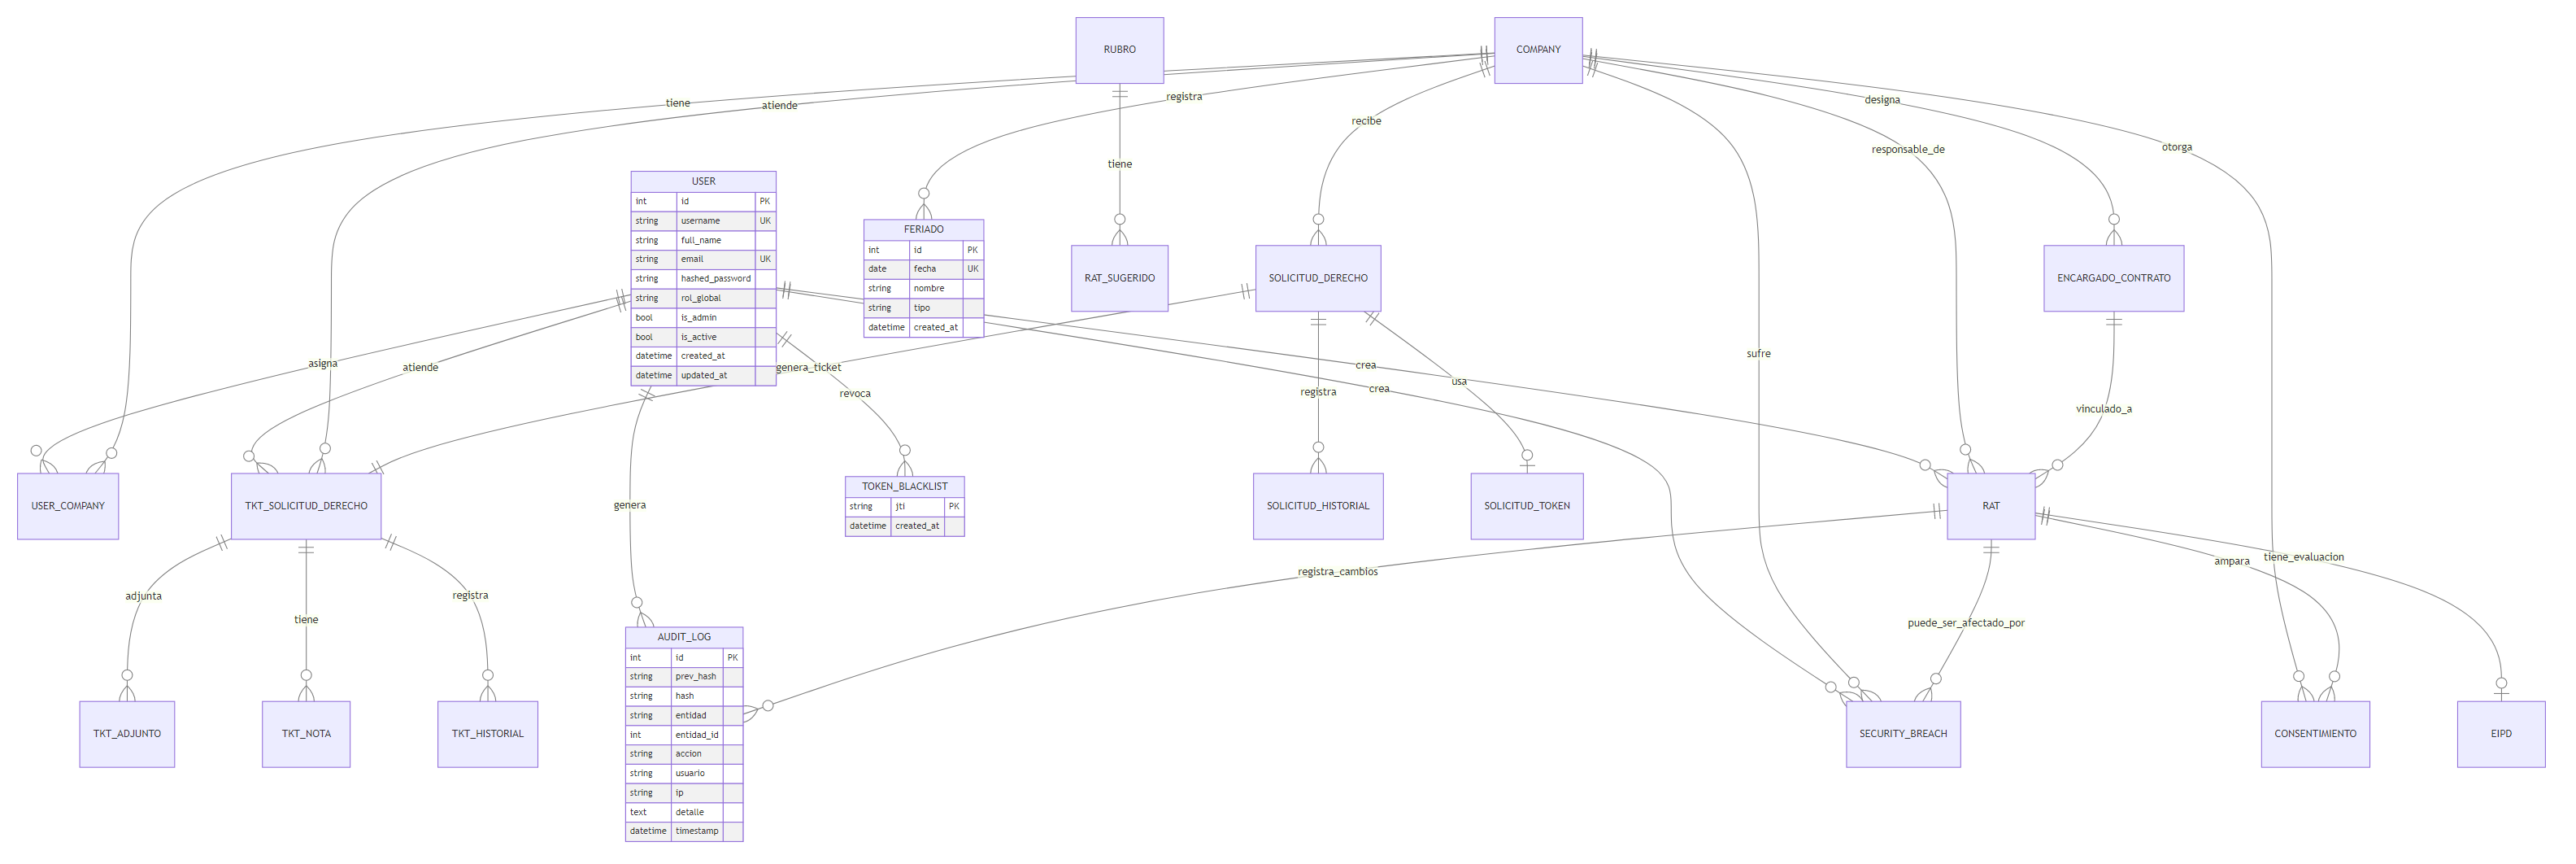 RUBRO
COMPANY
tiene
atiende
registra
recibe
designa
otorga
responsable_de
tiene
USER
int id PK
string username UK
string full_name
string email UK
string hashed_password
string rol_global
bool is_admin
bool is_active
datetime created_at
datetime updated_at
FERIADO
int id PK
date fecha UK
string nombre
string tipo
datetime created_at
RAT_SUGERIDO
SOLICITUD_DERECHO
ENCARGADO_CONTRATO
asigna
atiende
genera_ticket
revoca
crea
crea
registra
usa
sufre
vinculado_a
USER_COMPANY
TKT_SOLICITUD_DERECHO
genera
TOKEN_BLACKLIST
string jti PK
datetime created_at
SOLICITUD_HISTORIAL
SOLICITUD_TOKEN
RAT
adjunta
tiene
registra
registra_cambios
puede_ser_afectado_por
ampara
tiene_evaluacion
TKT_ADJUNTO
TKT_NOTA
TKT_HISTORIAL
AUDIT_LOG
int id PK
string prev_hash
string hash
string entidad
int entidad_id
string accion
string usuario
string ip
text detalle
datetime timestamp
SECURITY_BREACH
CONSENTIMIENTO
EIPD